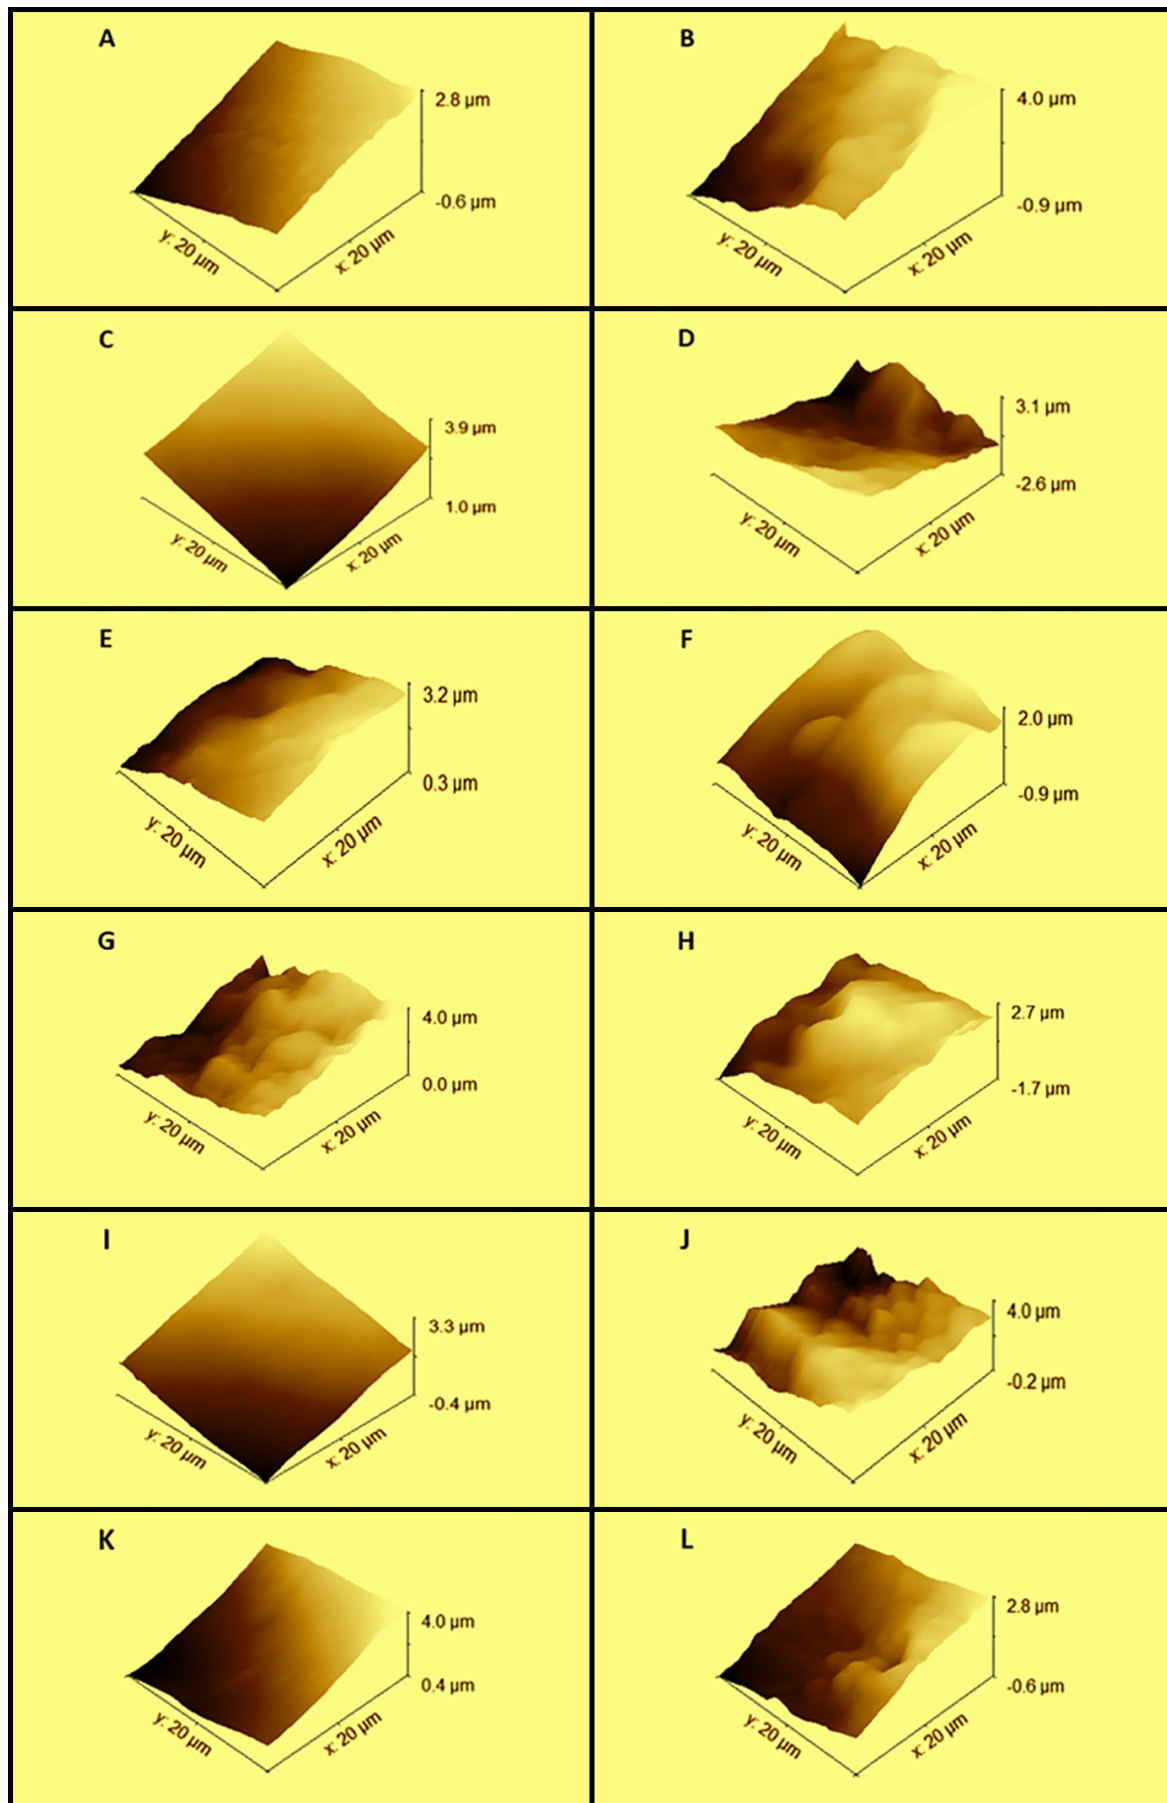 A
2.8 µm
-0.6 µm
y: 20 µm
x: 20 µm
B
4.0 µm
-0.9 µm
y: 20 µm
x: 20 µm
C
3.9 µm
1.0 µm
y: 20 µm
x: 20 µm
D
3.1 µm
-2.6 µm
y: 20 µm
x: 20 µm
E
3.2 µm
0.3 µm
y: 20 µm
x: 20 µm
F
2.0 µm
-0.9 µm
y: 20 µm
x: 20 µm
G
4.0 µm
0.0 µm
y: 20 µm
x: 20 µm
H
2.7 µm
-1.7 µm
y: 20 µm
x: 20 µm
I
3.3 µm
-0.4 µm
y: 20 µm
x: 20 µm
J
4.0 µm
-0.2 µm
y: 20 µm
x: 20 µm
K
4.0 µm
0.4 µm
y: 20 µm
x: 20 µm
L
2.8 µm
-0.6 µm
y: 20 µm
x: 20 µm